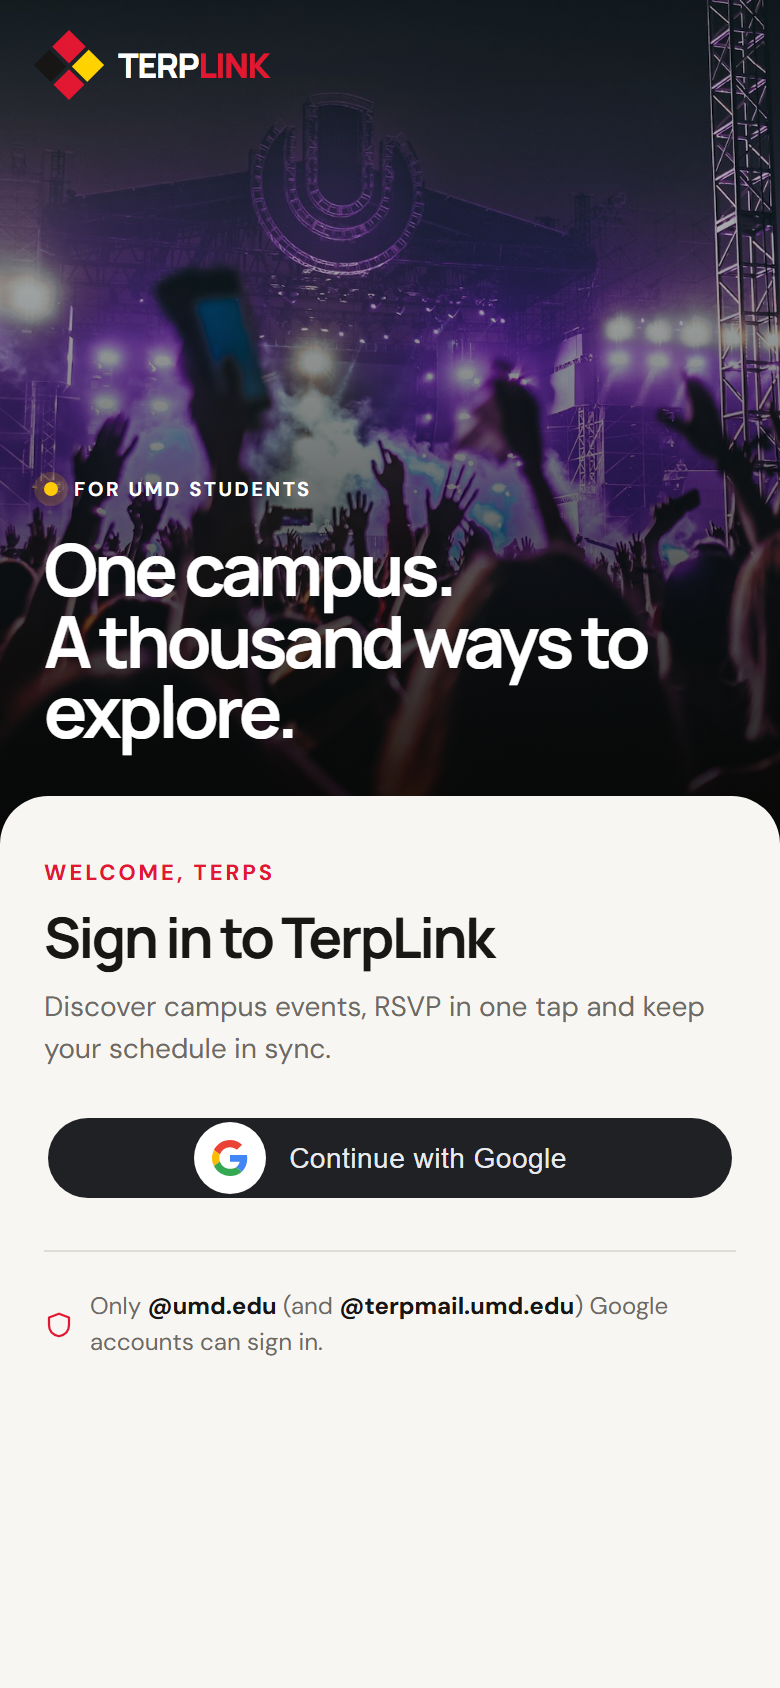 TERPLINK
FOR UMD STUDENTS
One campus.
A thousand ways to
explore.
WELCOME, TERPS
Sign in to TerpLink
Discover campus events, RSVP in one tap and keep
your schedule in sync.
Continue with Google
Only @umd.edu (and @terpmail.umd.edu) Google
accounts can sign in.